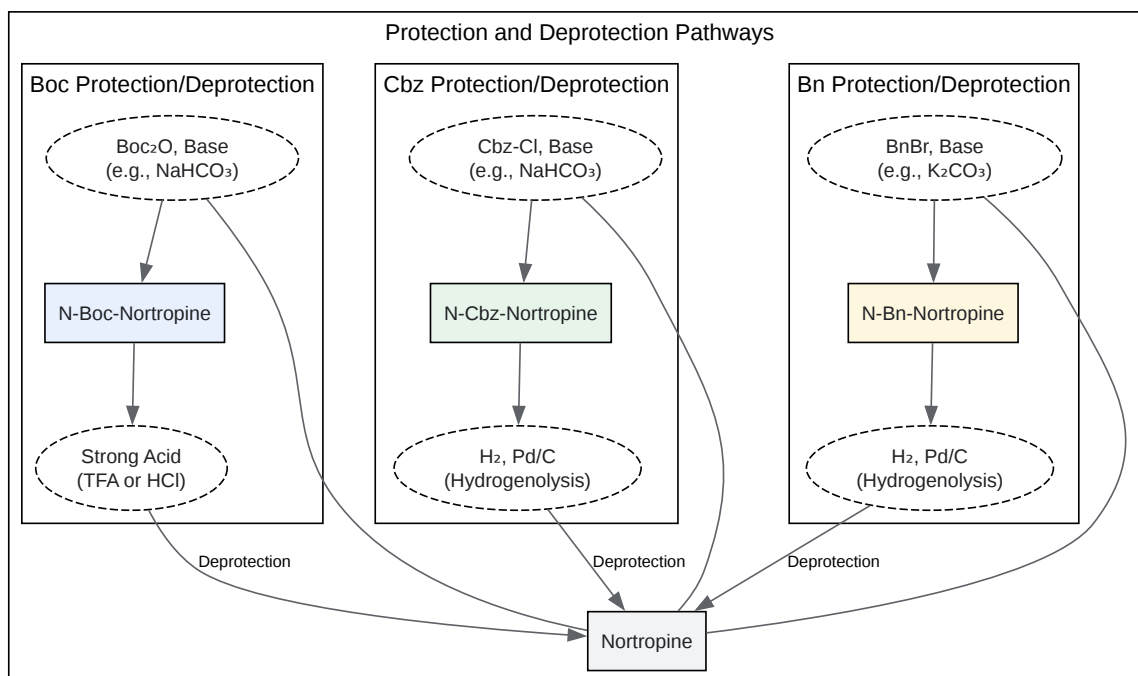 Protection and Deprotection Pathways
Boc Protection/Deprotection
Boc₂O, Base
(e.g., NaHCO₃)
N-Boc-Nortropine
Strong Acid
(TFA or HCl)
Cbz Protection/Deprotection
Cbz-Cl, Base
(e.g., NaHCO₃)
N-Cbz-Nortropine
H₂, Pd/C
(Hydrogenolysis)
Bn Protection/Deprotection
BnBr, Base
(e.g., K₂CO₃)
N-Bn-Nortropine
H₂, Pd/C
(Hydrogenolysis)
Deprotection
Deprotection
Deprotection
Nortropine